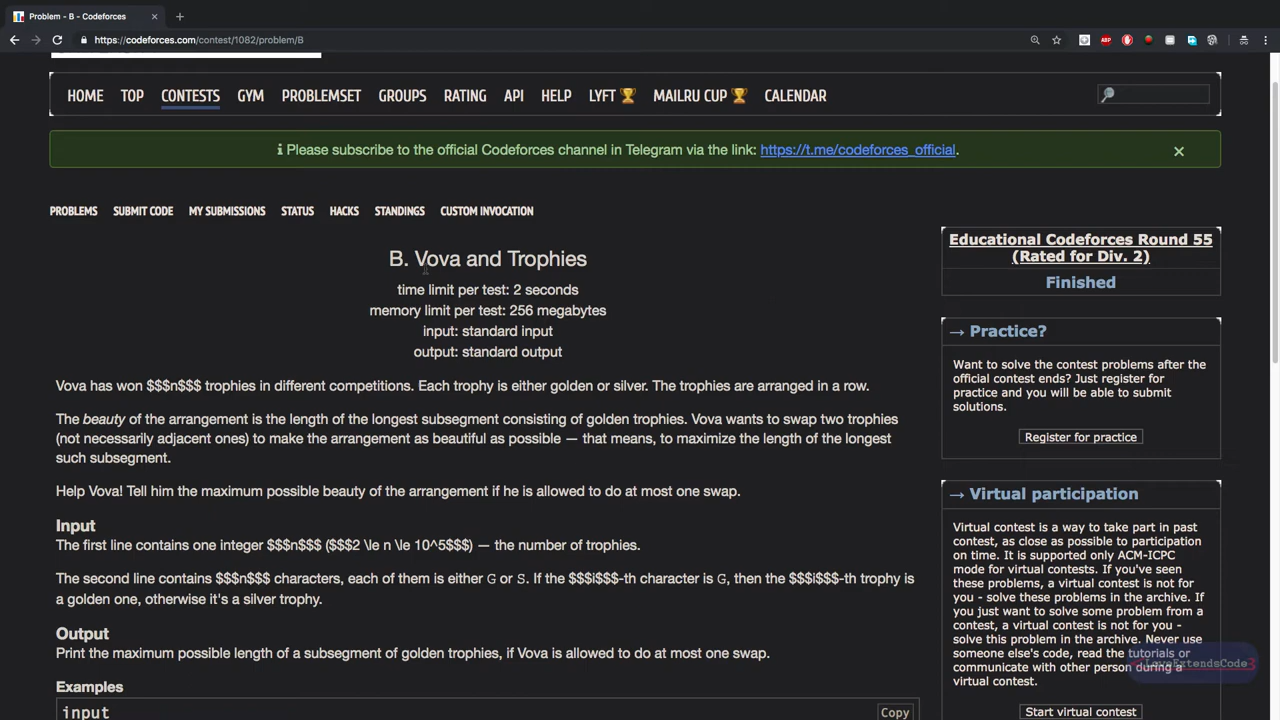 Problem - B - Codeforces
https://codeforces.com/contest/1082/problem/B
HOME TOP CONTESTS GYM PROBLEMSET GROUPS RATING API HELP LYFT 🏆 MAILRU CUP 🏆 CALENDAR
Please subscribe to the official Codeforces channel in Telegram via the link: https://t.me/codeforces_official.
PROBLEMS SUBMIT CODE MY SUBMISSIONS STATUS HACKS STANDINGS CUSTOM INVOCATION
B. Vova and Trophies
time limit per test: 2 seconds
memory limit per test: 256 megabytes
input: standard input
output: standard output
Vova has won $$$n$$$ trophies in different competitions. Each trophy is either golden or silver. The trophies are arranged in a row.
The beauty of the arrangement is the length of the longest subsegment consisting of golden trophies. Vova wants to swap two trophies
(not necessarily adjacent ones) to make the arrangement as beautiful as possible — that means, to maximize the length of the longest
such subsegment.
Help Vova! Tell him the maximum possible beauty of the arrangement if he is allowed to do at most one swap.
Input
The first line contains one integer $$$n$$$ ($$$2 \le n \le 10^5$$$) — the number of trophies.
The second line contains $$$n$$$ characters, each of them is either G or S. If the $$$i$$$-th character is G, then the $$$i$$$-th trophy is
a golden one, otherwise it's a silver trophy.
Output
Print the maximum possible length of a subsegment of golden trophies, if Vova is allowed to do at most one swap.
Examples
input
Copy
Educational Codeforces Round 55
(Rated for Div. 2)
Finished
→ Practice?
Want to solve the contest problems after the
official contest ends? Just register for
practice and you will be able to submit
solutions.
Register for practice
→ Virtual participation
Virtual contest is a way to take part in past
contest, as close as possible to participation
on time. It is supported only ACM-ICPC
mode for virtual contests. If you've seen
these problems, a virtual contest is not for
you - solve these problems in the archive. If
you just want to solve some problem from a
contest, a virtual contest is not for you -
solve this problem in the archive. Never use
someone else's code, read the tutorials or
communicate with other person during a
virtual contest.
Start virtual contest
LoveExtendsCode